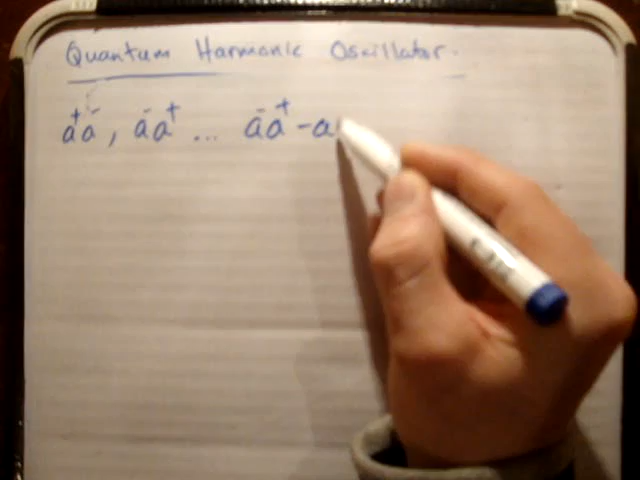 Quantum Harmonic Oscillator.
a⁺a⁻, a⁻a⁺ ... a⁻a⁺ - a